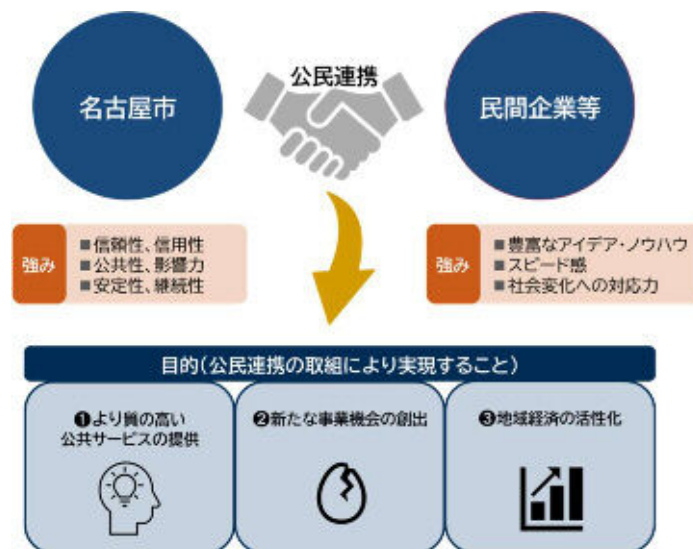 名古屋市
公民連携
民間企業等
強み
■信頼性、信用性
■公共性、影響力
■安定性、継続性
強み
■豊富なアイデア・ノウハウ
■スピード感
■社会変化への対応力
目的(公民連携の取組により実現すること)
❶より質の高い
公共サービスの提供
❷新たな事業機会の創出
❸地域経済の活性化